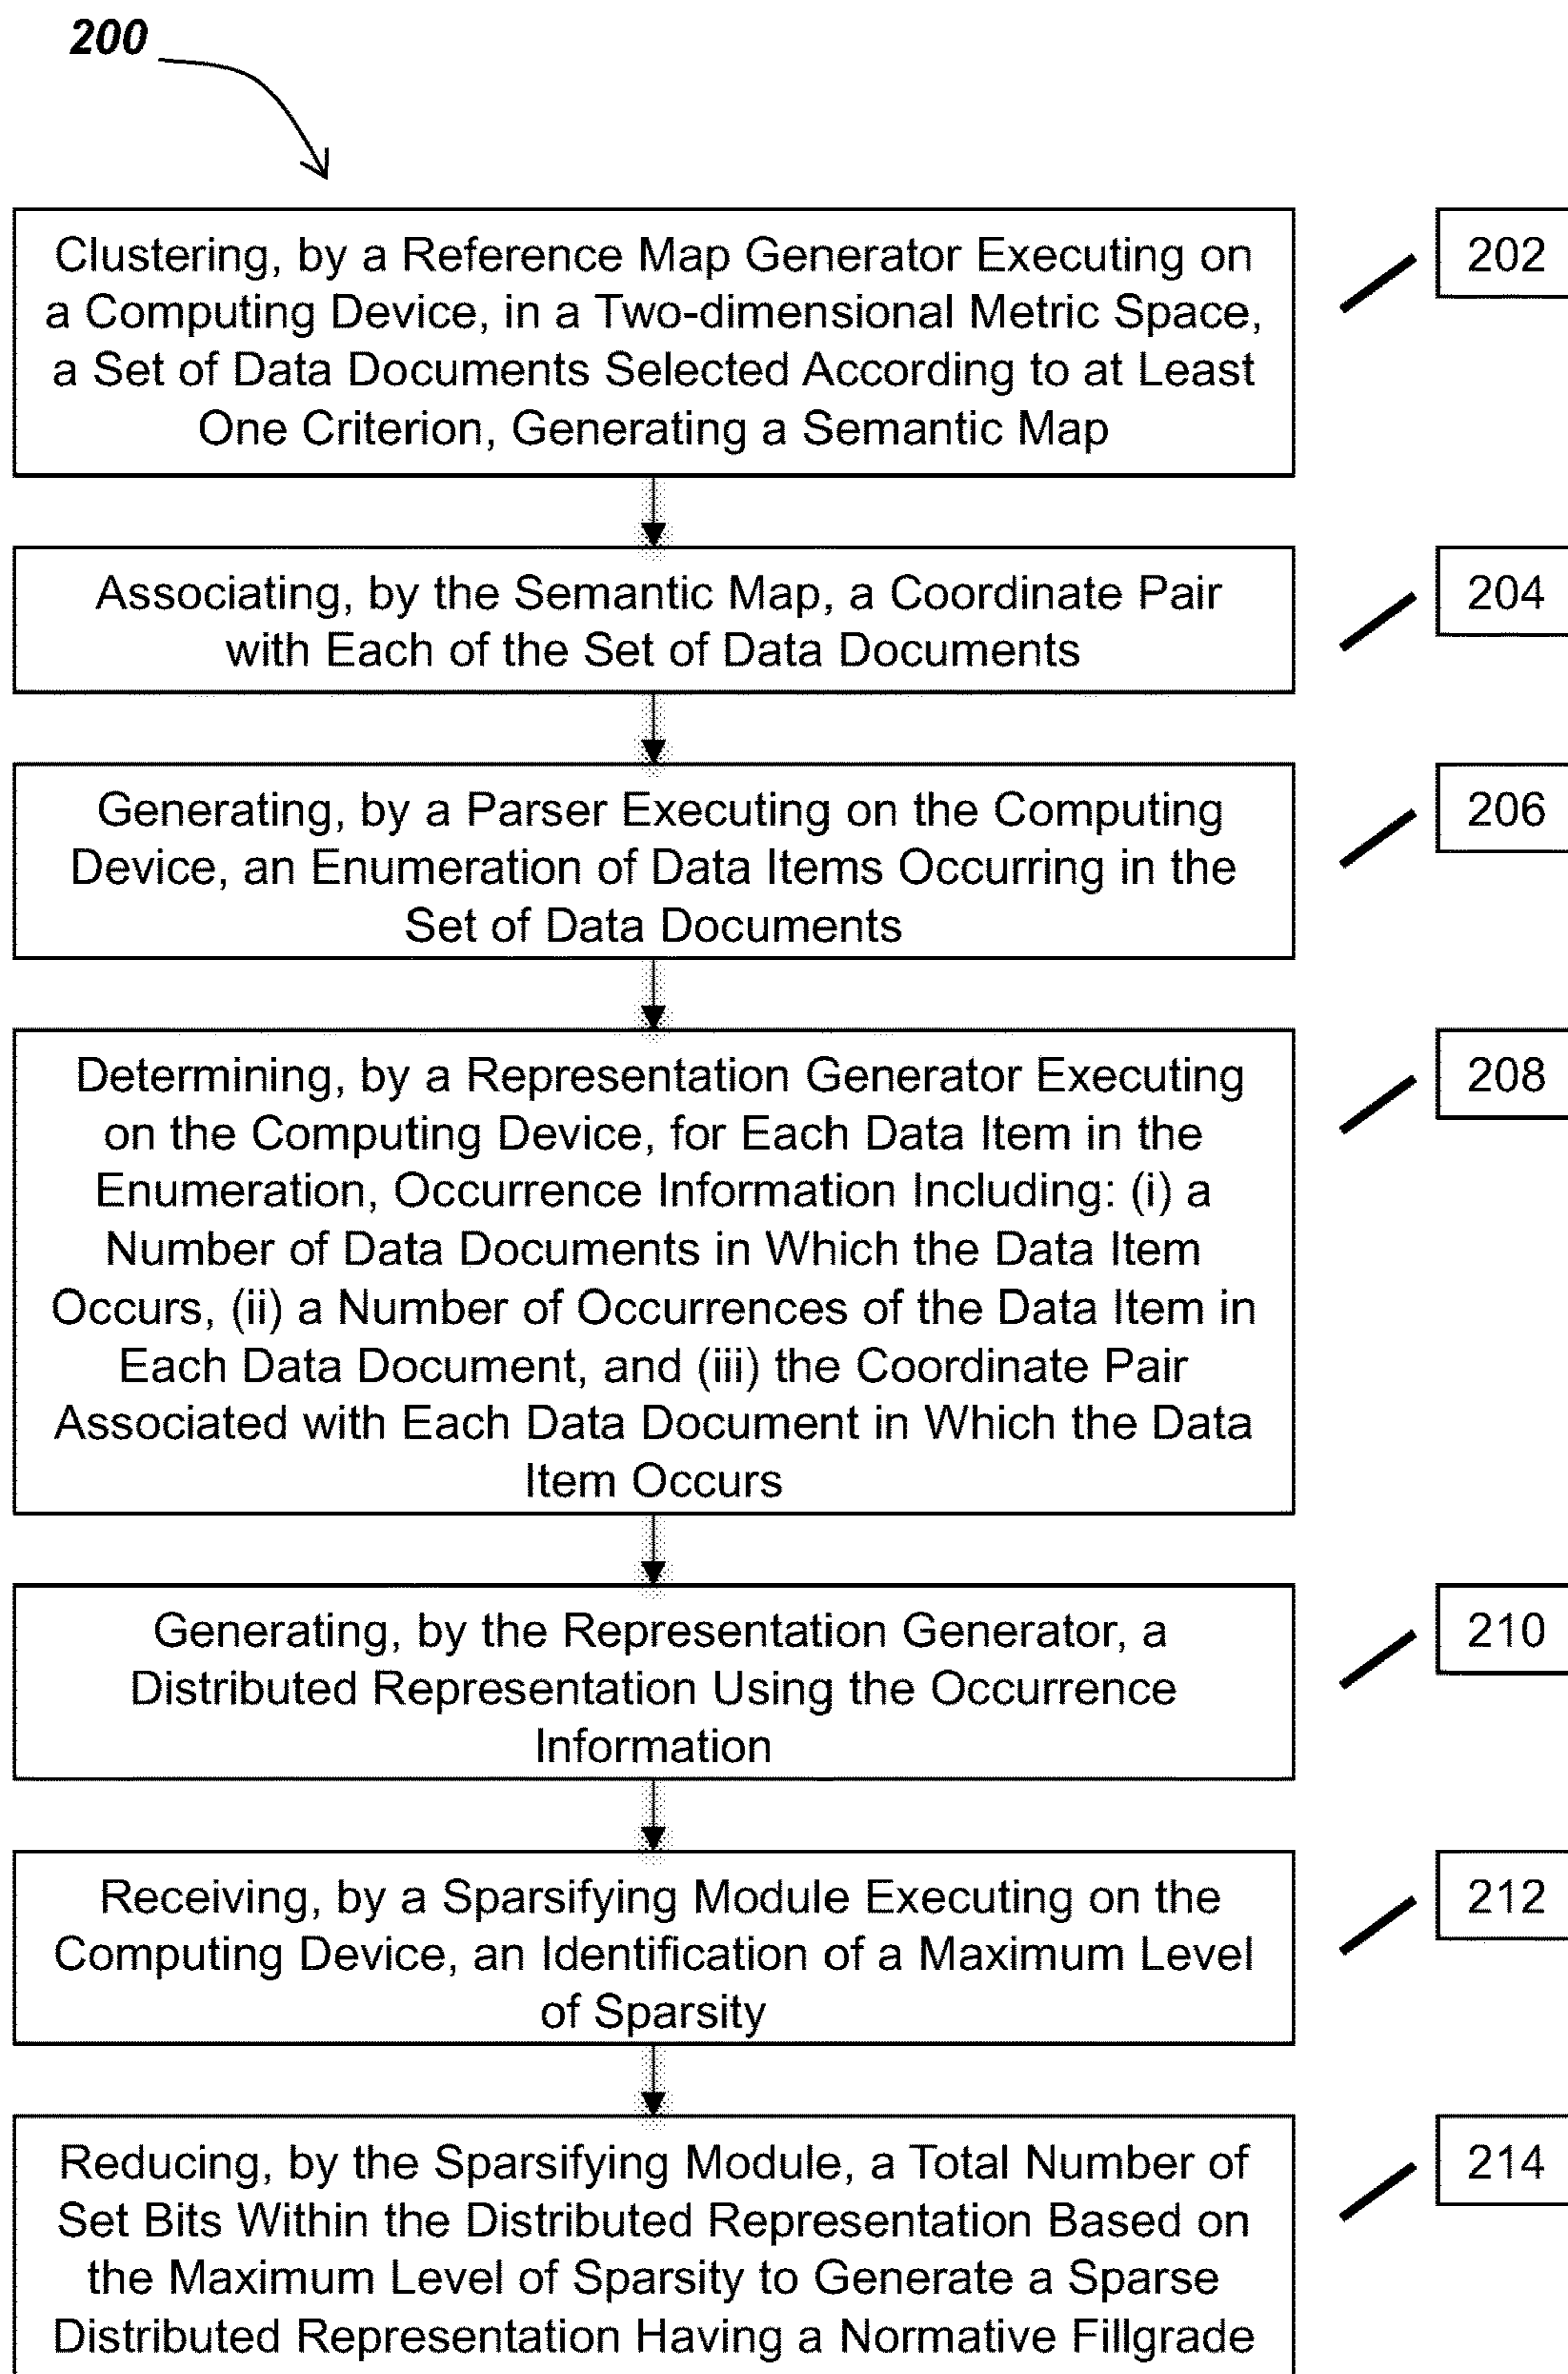 200
Clustering, by a Reference Map Generator Executing on
a Computing Device, in a Two-dimensional Metric Space,
a Set of Data Documents Selected According to at Least
One Criterion, Generating a Semantic Map
202
Associating, by the Semantic Map, a Coordinate Pair
with Each of the Set of Data Documents
204
Generating, by a Parser Executing on the Computing
Device, an Enumeration of Data Items Occurring in the
Set of Data Documents
206
Determining, by a Representation Generator Executing
on the Computing Device, for Each Data Item in the
Enumeration, Occurrence Information Including: (i) a
Number of Data Documents in Which the Data Item
Occurs, (ii) a Number of Occurrences of the Data Item in
Each Data Document, and (iii) the Coordinate Pair
Associated with Each Data Document in Which the Data
Item Occurs
208
Generating, by the Representation Generator, a
Distributed Representation Using the Occurrence
Information
210
Receiving, by a Sparsifying Module Executing on the
Computing Device, an Identification of a Maximum Level
of Sparsity
212
Reducing, by the Sparsifying Module, a Total Number of
Set Bits Within the Distributed Representation Based on
the Maximum Level of Sparsity to Generate a Sparse
Distributed Representation Having a Normative Fillgrade
214